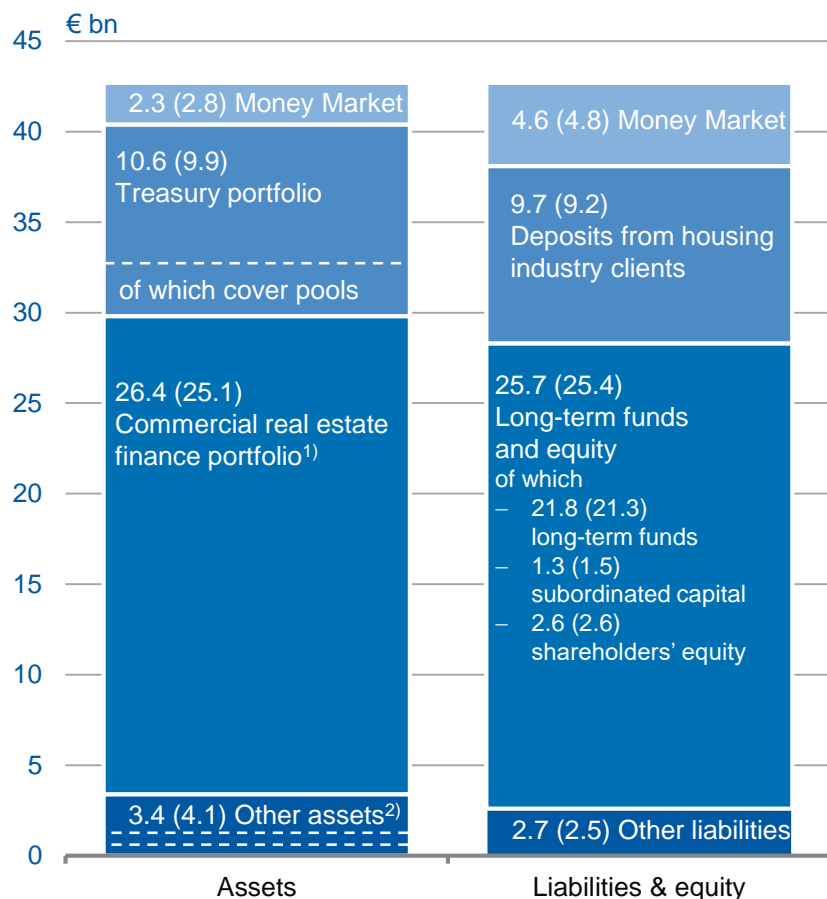 € bn
45
40
35
30
25
20
15
10
5
0
2.3 (2.8) Money Market
10.6 (9.9)
Treasury portfolio
of which cover pools
26.4 (25.1)
Commercial real estate
finance portfolio1)
3.4 (4.1) Other assets2)
Assets
4.6 (4.8) Money Market
9.7 (9.2)
Deposits from housing
industry clients
25.7 (25.4)
Long-term funds
and equity
of which
– 21.8 (21.3)
long-term funds
– 1.3 (1.5)
subordinated capital
– 2.6 (2.6)
shareholders’ equity
2.7 (2.5) Other liabilities
Liabilities & equity